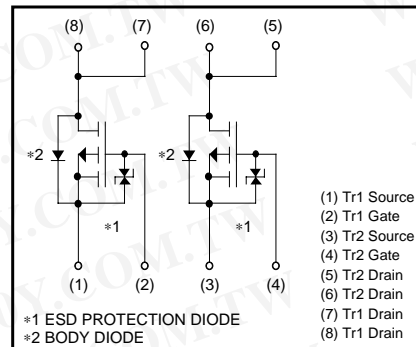 (8) (7) (6) (5)
∗2 ∗2
∗1 ∗1
(1) (2) (3) (4)
∗1 ESD PROTECTION DIODE
∗2 BODY DIODE
(1) Tr1 Source
(2) Tr1 Gate
(3) Tr2 Source
(4) Tr2 Gate
(5) Tr2 Drain
(6) Tr2 Drain
(7) Tr1 Drain
(8) Tr1 Drain